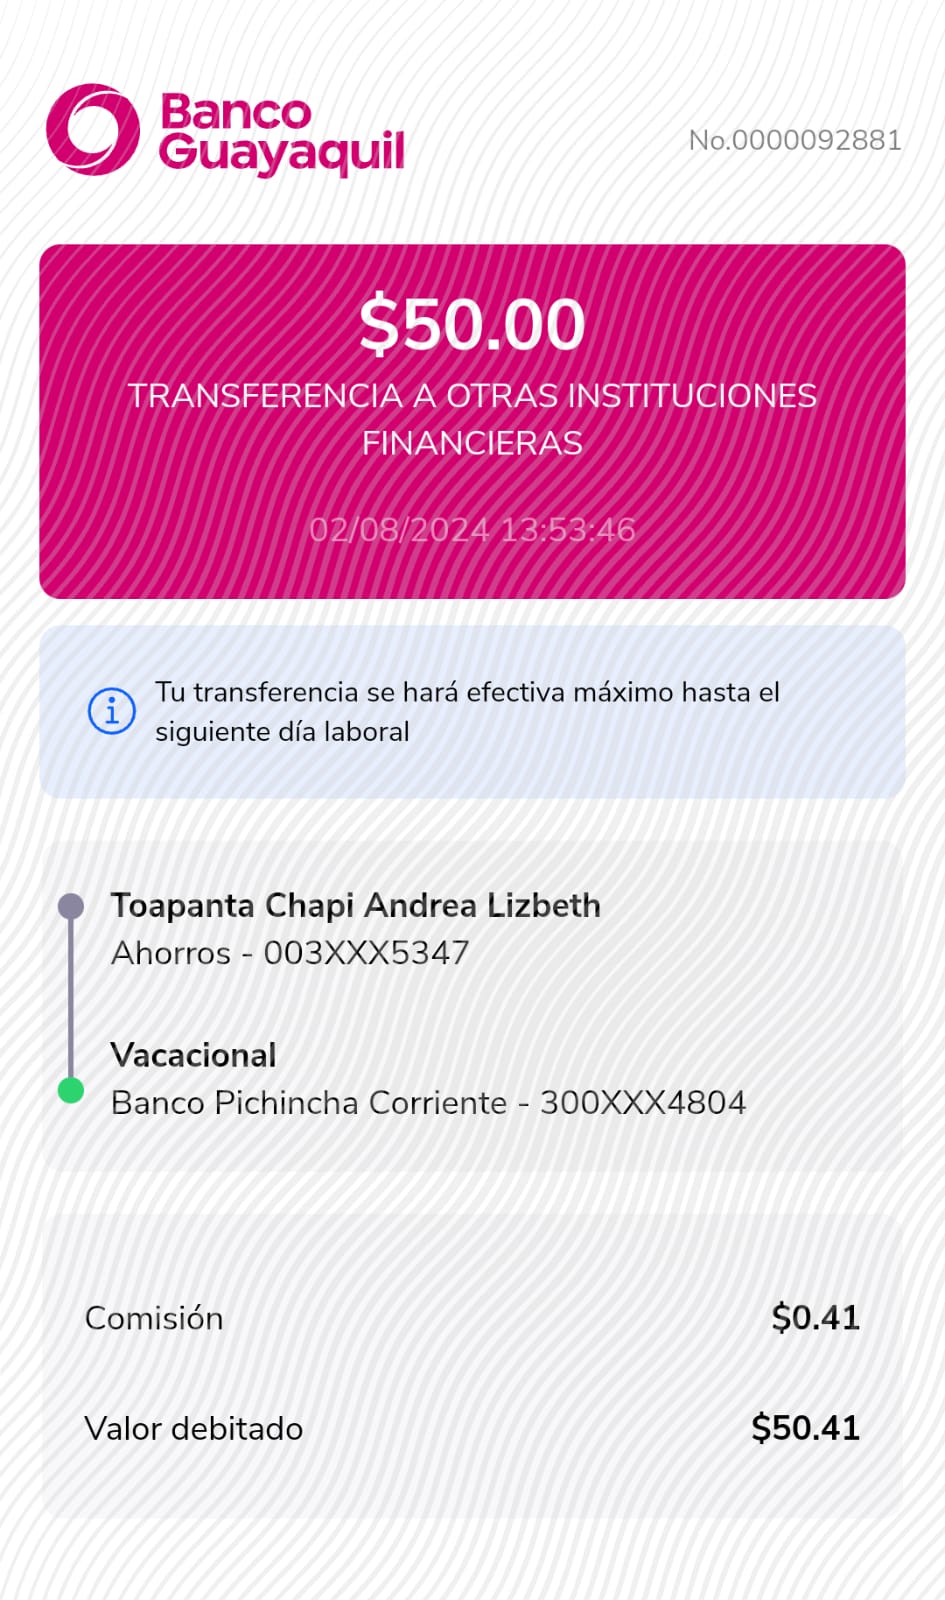 Banco
Guayaquil
No.0000092881
$50.00
TRANSFERENCIA A OTRAS INSTITUCIONES
FINANCIERAS
02/08/2024 13:53:46
Tu transferencia se hará efectiva máximo hasta el
siguiente día laboral
Toapanta Chapi Andrea Lizbeth
Ahorros - 003XXX5347
Vacacional
Banco Pichincha Corriente - 300XXX4804
Comisión $0.41
Valor debitado $50.41